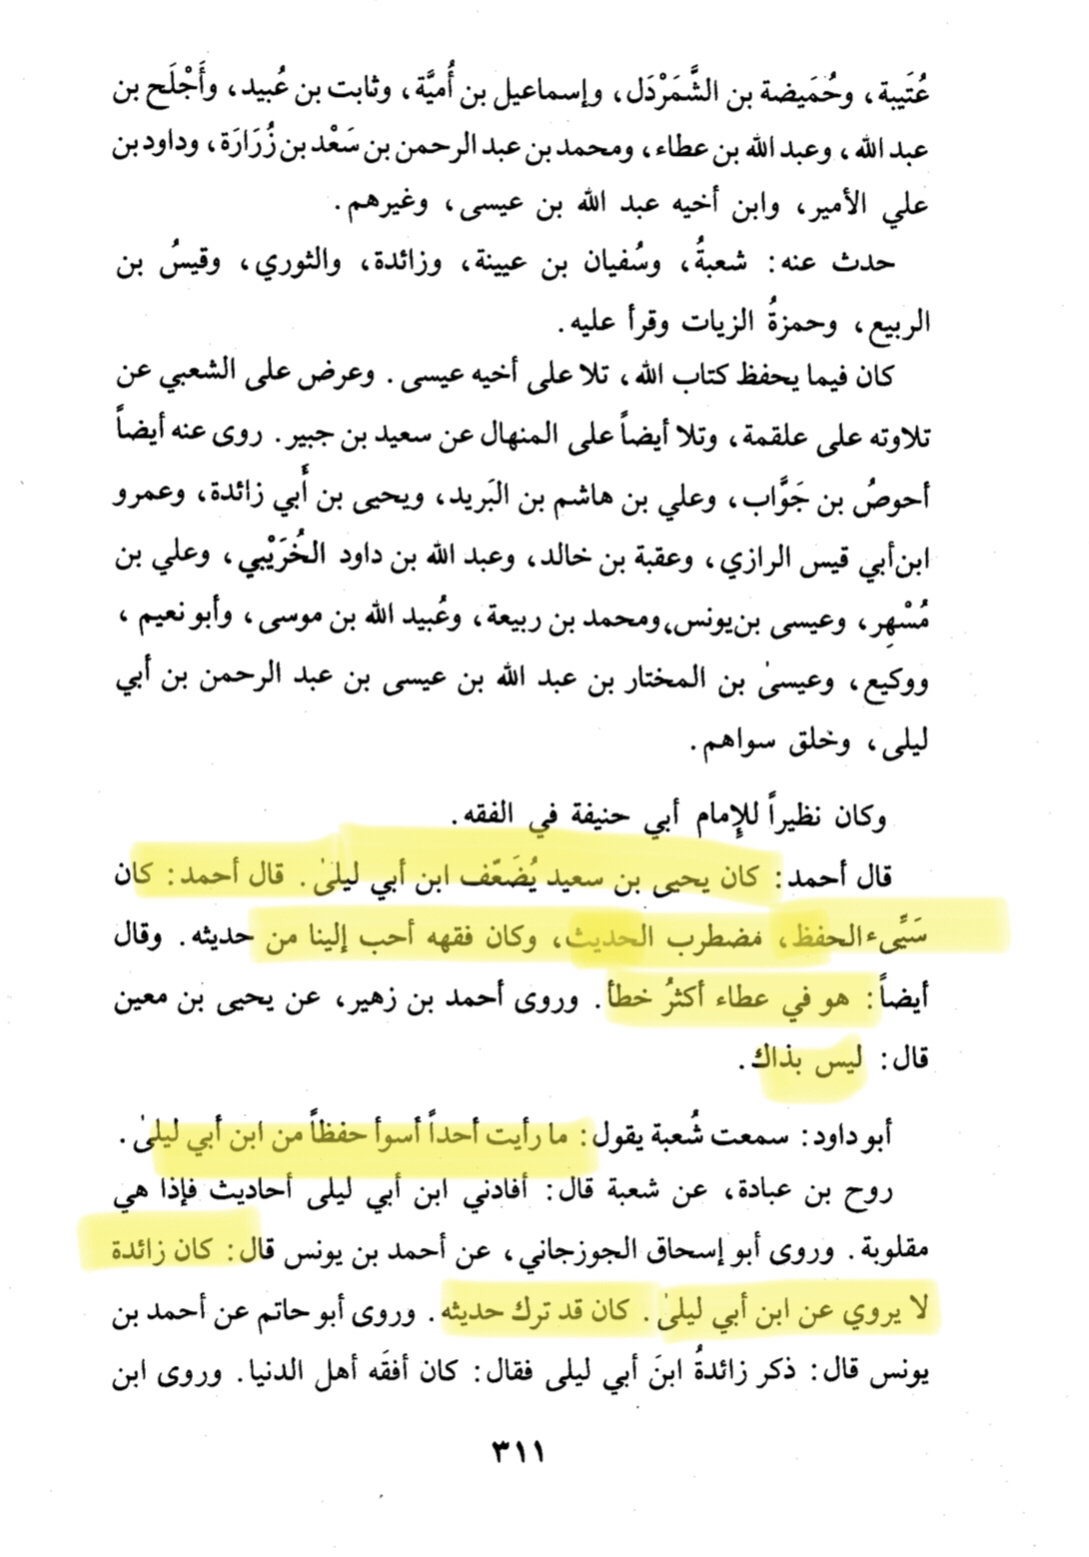 عُتَيبة، وحُمَيضة بن الشَّمَرْدَل، وإسماعيل بن أُميَّة، وثابت بن عُبيد، وأَجْلَح بن
عبد الله، وعبد الله بن عطاء، ومحمد بن عبد الرحمن بن سَعْد بن زُرَارَة، وداود بن
علي الأمير، وابن أخيه عبد الله بن عيسى، وغيرهم.
حدث عنه: شعبةُ، وسُفيان بن عيينة، وزائدة، والثوري، وقيسُ بن
الربيع، وحمزةُ الزيات وقرأ عليه.
كان فيما يحفظ كتاب الله، تلا على أخيه عيسى. وعرض على الشعبي عن
تلاوته على علقمة، وتلا أيضاً على المنهال عن سعيد بن جبير. روى عنه أيضاً
أحوصُ بن جَوَّاب، وعلي بن هاشم بن البَريد، ويحيى بن أَبي زائدة، وعمرو
ابن أبي قيس الرازي، وعقبة بن خالد، وعبد الله بن داود الخُرَيْبي، وعلي بن
مُسْهِر، وعيسى بن يونس، ومحمد بن ربيعة، وعُبيد الله بن موسى، وأبو نعيم،
ووكيع، وعيسىٰ بن المختار بن عبد الله بن عيسى بن عبد الرحمن بن أبي
ليلى، وخلق سواهم.
وكان نظيراً للإِمام أبي حنيفة في الفقه.
قال أحمد: كان يحيى بن سعيد يُضَعّف ابن أبي ليلىٰ. قال أحمد: كان
سَيِّىء الحفظ، مضطرب الحديث، وكان فقهه أحب إلينا من حديثه. وقال
أيضاً: هو في عطاء أكثرُ خطأ. وروى أحمد بن زهير، عن يحيى بن معين
قال: ليس بذاك.
أبو داود: سمعت شُعبة يقول: ما رأيت أحداً أسوأ حفظاً من ابن أبي ليلىٰ.
روح بن عبادة، عن شعبة قال: أفادني ابن أبي ليلى أحاديث فإذا هي
مقلوبة. وروى أبو إسحاق الجوزجاني، عن أحمد بن يونس قال: كان زائدة
لا يروي عن ابن أبي ليلىٰ. كان قد ترك حديثه. وروى أبو حاتم عن أحمد بن
يونس قال: ذكر زائدةُ ابنَ أبي ليلى فقال: كان أفقَه أهل الدنيا. وروى ابن
٣١١